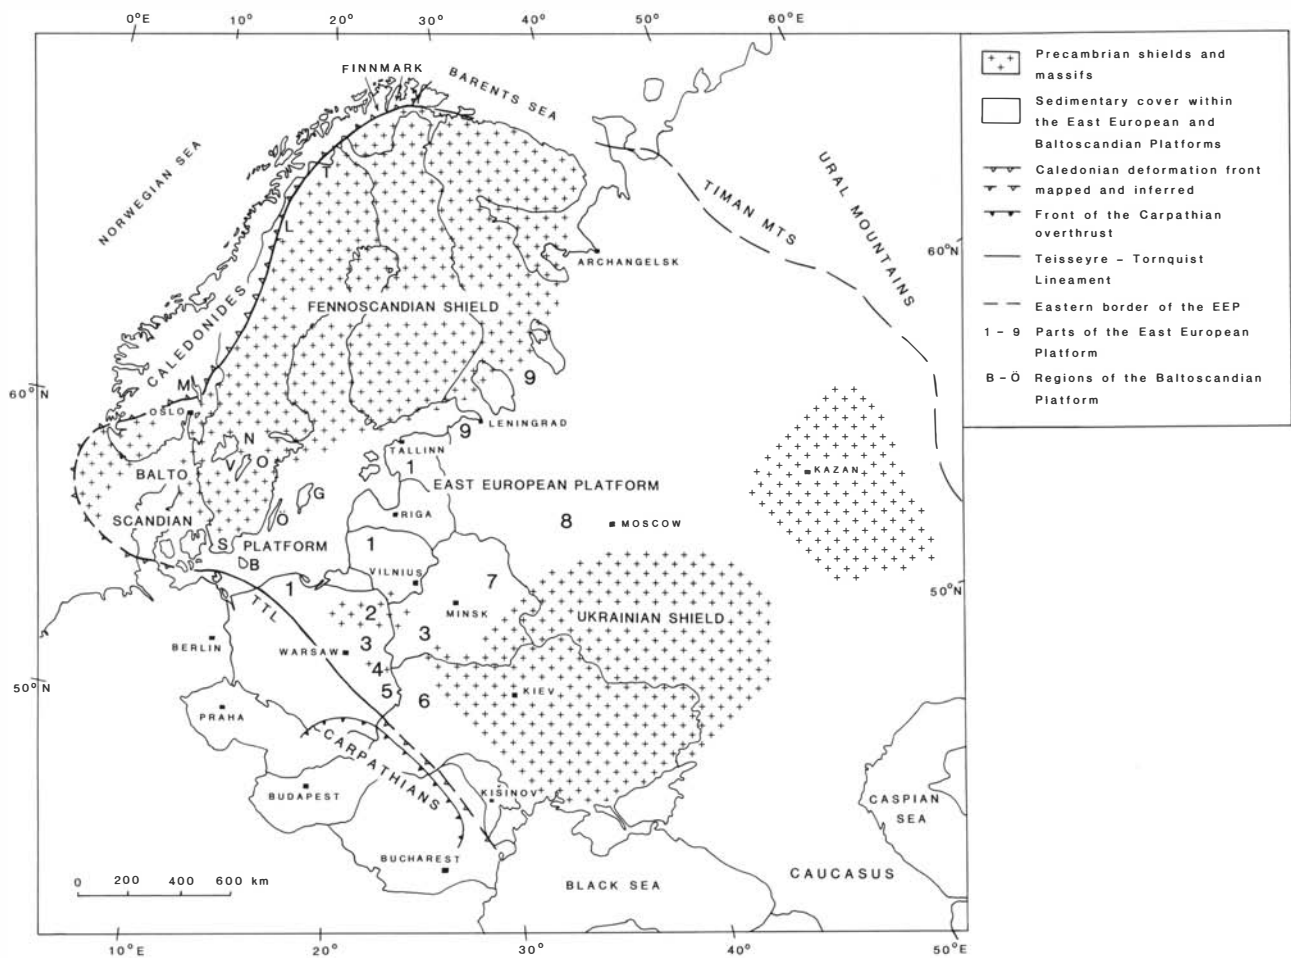 0°E 10° 20° 30° 40° 50° 60°E
FINNMARK
BARENTS SEA
NORWEGIAN SEA
T
L
URAL MOUNTAINS
TIMAN MTS
60°N
ARCHANGELSK
FENNOSCANDIAN SHIELD
CALEDONIDES
M
60°N
OSLO
9
LENINGRAD
9
N
V
O
TALLINN
1
KAZAN
BALTO
EAST EUROPEAN PLATFORM
G
SCANDIAN
Ö
RIGA
8
MOSCOW
S
PLATFORM
B
1
VILNIUS
7
50°N
1
TTL
2
MINSK
UKRAINIAN SHIELD
BERLIN
WARSAW
3
3
4
50°N
5
6
KIEV
PRAHA
CARPATHIANS
BUDAPEST
KIŠINOV
CASPIAN
SEA
BUCHAREST
BLACK SEA
CAUCASUS
0 200 400 600 km
10°E 20° 30° 40° 50°E
Precambrian shields and
massifs
Sedimentary cover within
the East European and
Baltoscandian Platforms
Caledonian deformation front
mapped and inferred
Front of the Carpathian
overthrust
Teisseyre - Tornquist
Lineament
Eastern border of the EEP
1 - 9 Parts of the East European
Platform
B - Ö Regions of the Baltoscandian
Platform